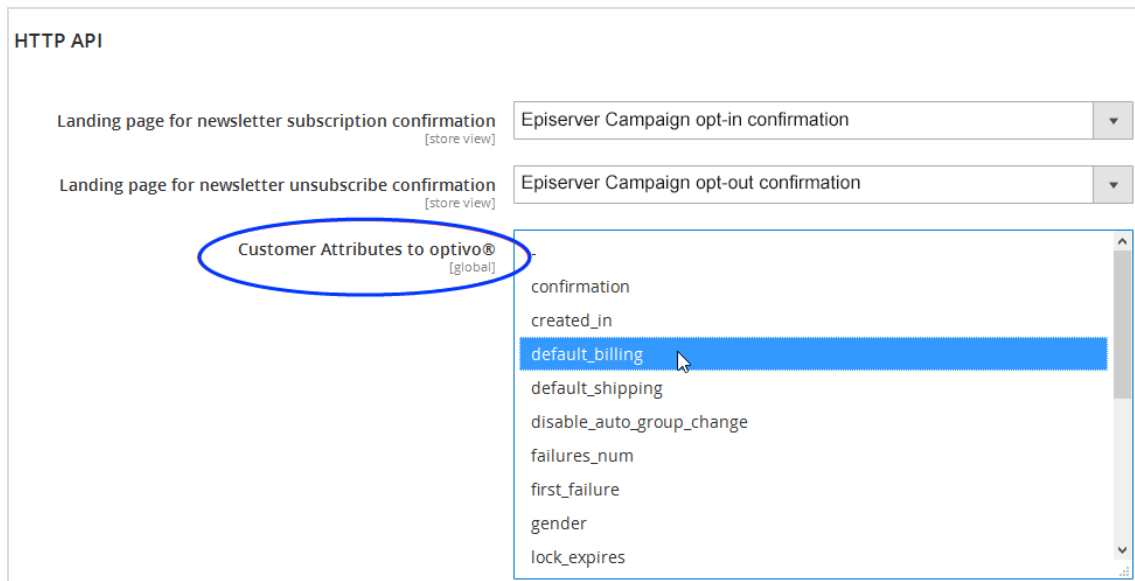 HTTP API
Landing page for newsletter subscription confirmation
[store view]
Episerver Campaign opt-in confirmation
Landing page for newsletter unsubscribe confirmation
[store view]
Episerver Campaign opt-out confirmation
Customer Attributes to optivo®
[global]
-
confirmation
created_in
default_billing
default_shipping
disable_auto_group_change
failures_num
first_failure
gender
lock_expires